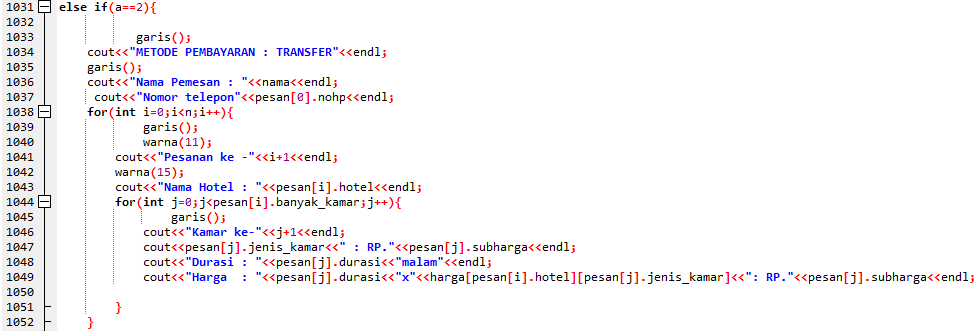 1031 else if(a==2){
1032
1033 garis();
1034 cout<<"METODE PEMBAYARAN : TRANSFER"<<endl;
1035 garis();
1036 cout<<"Nama Pemesan : "<<nama<<endl;
1037 cout<<"Nomor telepon"<<pesan[0].nohp<<endl;
1038 for(int i=0;i<n;i++){
1039 garis();
1040 warna(11);
1041 cout<<"Pesanan ke -"<<i+1<<endl;
1042 warna(15);
1043 cout<<"Nama Hotel : "<<pesan[i].hotel<<endl;
1044 for(int j=0;j<pesan[i].banyak_kamar;j++){
1045 garis();
1046 cout<<"Kamar ke-"<<j+1<<endl;
1047 cout<<pesan[j].jenis_kamar<<" : RP."<<pesan[j].subharga<<endl;
1048 cout<<"Durasi : "<<pesan[j].durasi<<"malam"<<endl;
1049 cout<<"Harga  : "<<pesan[j].durasi<<"x"<<harga[pesan[i].hotel][pesan[j].jenis_kamar]<<": RP."<<pesan[j].subharga<<endl;
1050
1051 }
1052 }